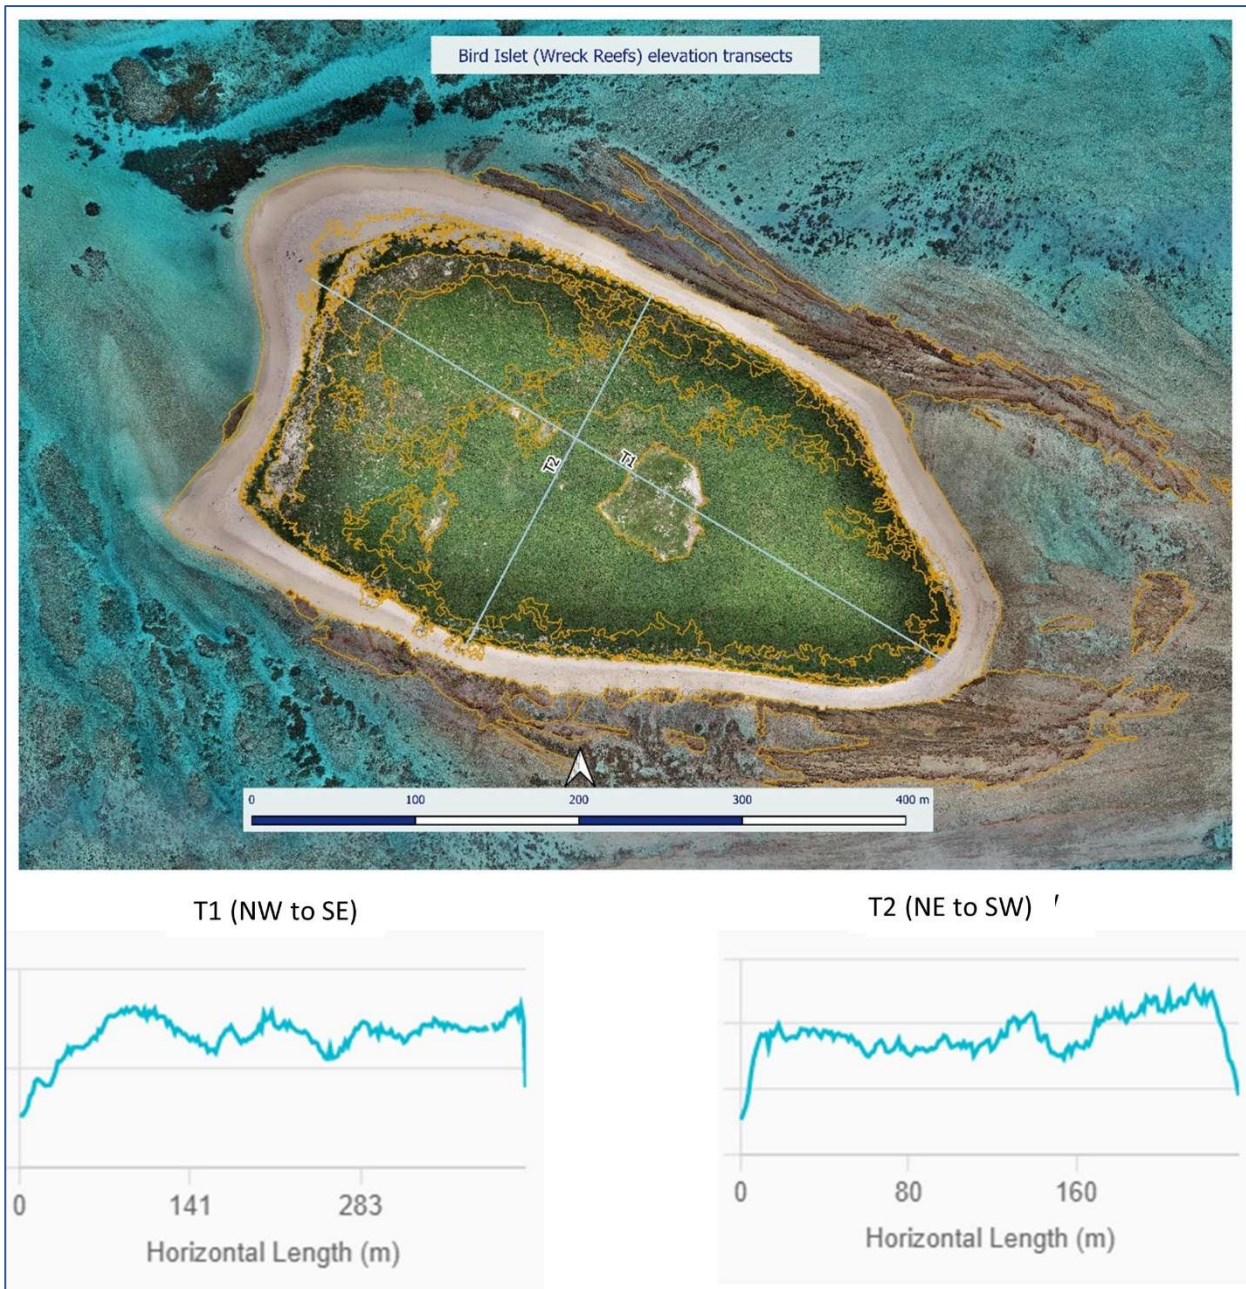 Bird Islet (Wreck Reefs) elevation transects
T2
T1
0 100 200 300 400 m
T1 (NW to SE)
T2 (NE to SW)
0 141 283
Horizontal Length (m)
0 80 160
Horizontal Length (m)